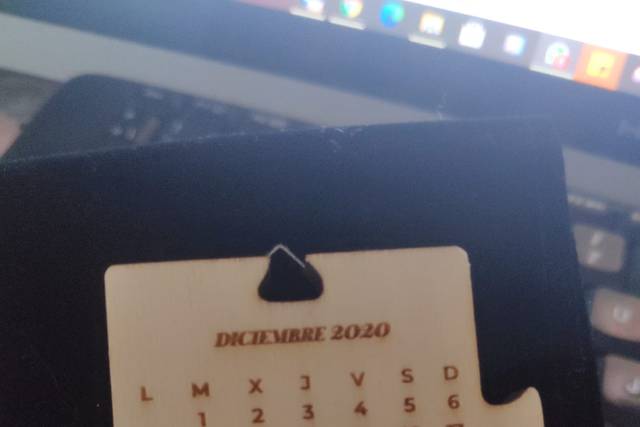 DICIEMBRE 2020
L M X J V S D
1 2 3 4 5 6